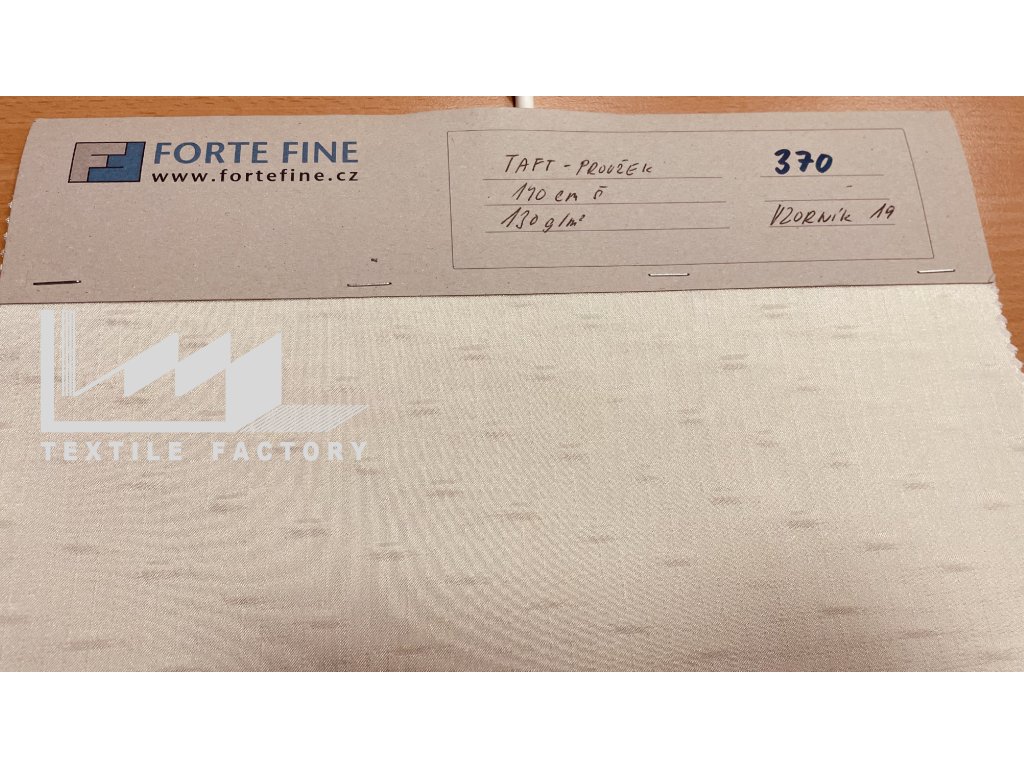 FORTE FINE
www.fortefine.cz
TAFT - PROUŽEK
190 cm š
130 g/m²
370
-
VZORNÍK 19
TEXTILE FACTORY